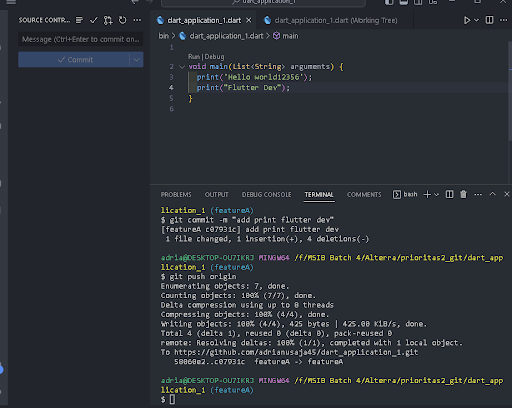 dart_application_1
SOURCE CONTR...
Message (Ctrl+Enter to commit on...
Commit
dart_application_1.dart
dart_application_1.dart (Working Tree)
bin > dart_application_1.dart > main
1
Run | Debug
2 void main(List<String> arguments) {
3 print('Hello world12356');
4 print("Flutter Dev");
5 }
6
PROBLEMS OUTPUT DEBUG CONSOLE TERMINAL COMMENTS bash
lication_1 (featureA)
$ git commit -m "add print flutter dev"
[featureA c07931c] add print flutter dev
1 file changed, 1 insertion(+), 4 deletions(-)
adria@DESKTOP-OU7IKRJ MINGW64 /f/MSIB Batch 4/Alterra/prioritas2_git/dart_app
lication_1 (featureA)
$ git push origin
Enumerating objects: 7, done.
Counting objects: 100% (7/7), done.
Delta compression using up to 8 threads
Compressing objects: 100% (4/4), done.
Writing objects: 100% (4/4), 425 bytes | 425.00 KiB/s, done.
Total 4 (delta 1), reused 0 (delta 0), pack-reused 0
remote: Resolving deltas: 100% (1/1), completed with 1 local object.
To https://github.com/adrianusaja45/dart_application_1.git
58060e2..c07931c featureA -> featureA
adria@DESKTOP-OU7IKRJ MINGW64 /f/MSIB Batch 4/Alterra/prioritas2_git/dart_app
lication_1 (featureA)
$